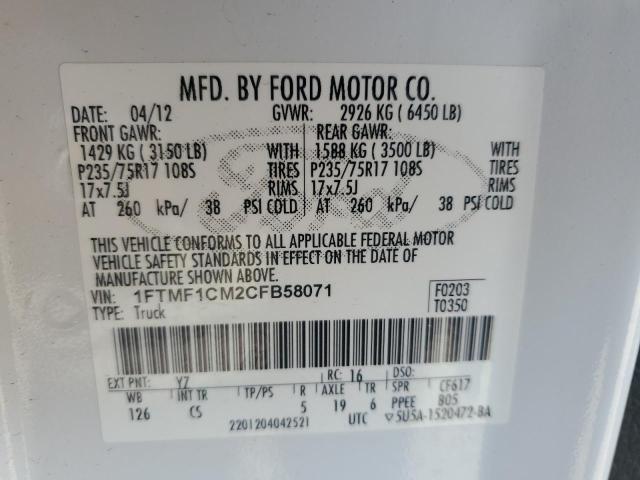 MFD. BY FORD MOTOR CO.
DATE: 04/12 GVWR: 2926 KG ( 6450 LB)
FRONT GAWR: REAR GAWR:
1429 KG ( 3150 LB) WITH 1588 KG ( 3500 LB) WITH
P235/75R17 108S TIRES P235/75R17 108S TIRES
17x7.5J RIMS 17x7.5J RIMS
AT 260 kPa/ 38 PSI COLD AT 260 kPa/ 38 PSI COLD
THIS VEHICLE CONFORMS TO ALL APPLICABLE FEDERAL MOTOR
VEHICLE SAFETY STANDARDS IN EFFECT ON THE DATE OF
MANUFACTURE SHOWN ABOVE.
VIN: 1FTMF1CM2CFB58071 F0203
TYPE: Truck T0350
EXT PNT: YZ RC: 16 DSO:
WB INT TR TP/PS R AXLE TR SPR CF617
126 CS 5 19 6 PPEE 805
2201204042521 UTC 5U5A-1520472-BA
Ford